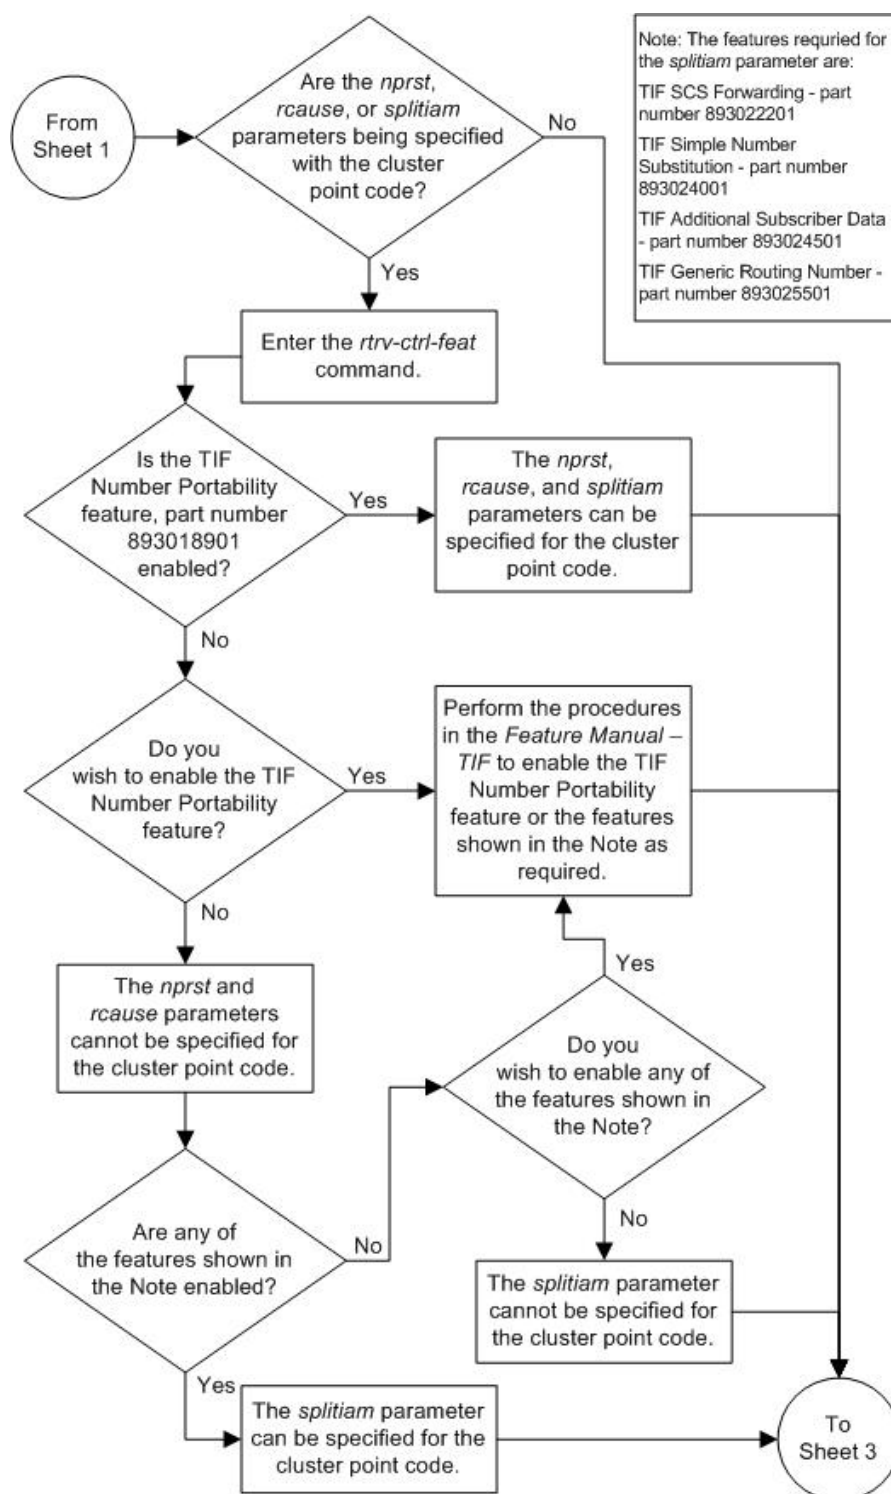 From
Sheet 1
Are the nprst,
rcause, or splitiam
parameters being specified
with the cluster
point code?
No
Yes
Note: The features requried for
the splitiam parameter are:
TIF SCS Forwarding - part
number 893022201
TIF Simple Number
Substitution - part number
893024001
TIF Additional Subscriber Data
- part number 893024501
TIF Generic Routing Number -
part number 893025501
Enter the rtrv-ctrl-feat
command.
Is the TIF
Number Portability
feature, part number
893018901
enabled?
Yes
No
The nprst,
rcause, and splitiam
parameters can be
specified for the cluster
point code.
Do you
wish to enable the TIF
Number Portability
feature?
Yes
No
Perform the procedures
in the Feature Manual –
TIF to enable the TIF
Number Portability
feature or the features
shown in the Note as
required.
The nprst and
rcause parameters
cannot be specified for
the cluster point code.
Yes
Do you
wish to enable any of
the features shown in
the Note?
No
Are any of
the features shown in
the Note enabled?
No
Yes
The splitiam parameter
cannot be specified for
the cluster point code.
The splitiam parameter
can be specified for the
cluster point code.
To
Sheet 3